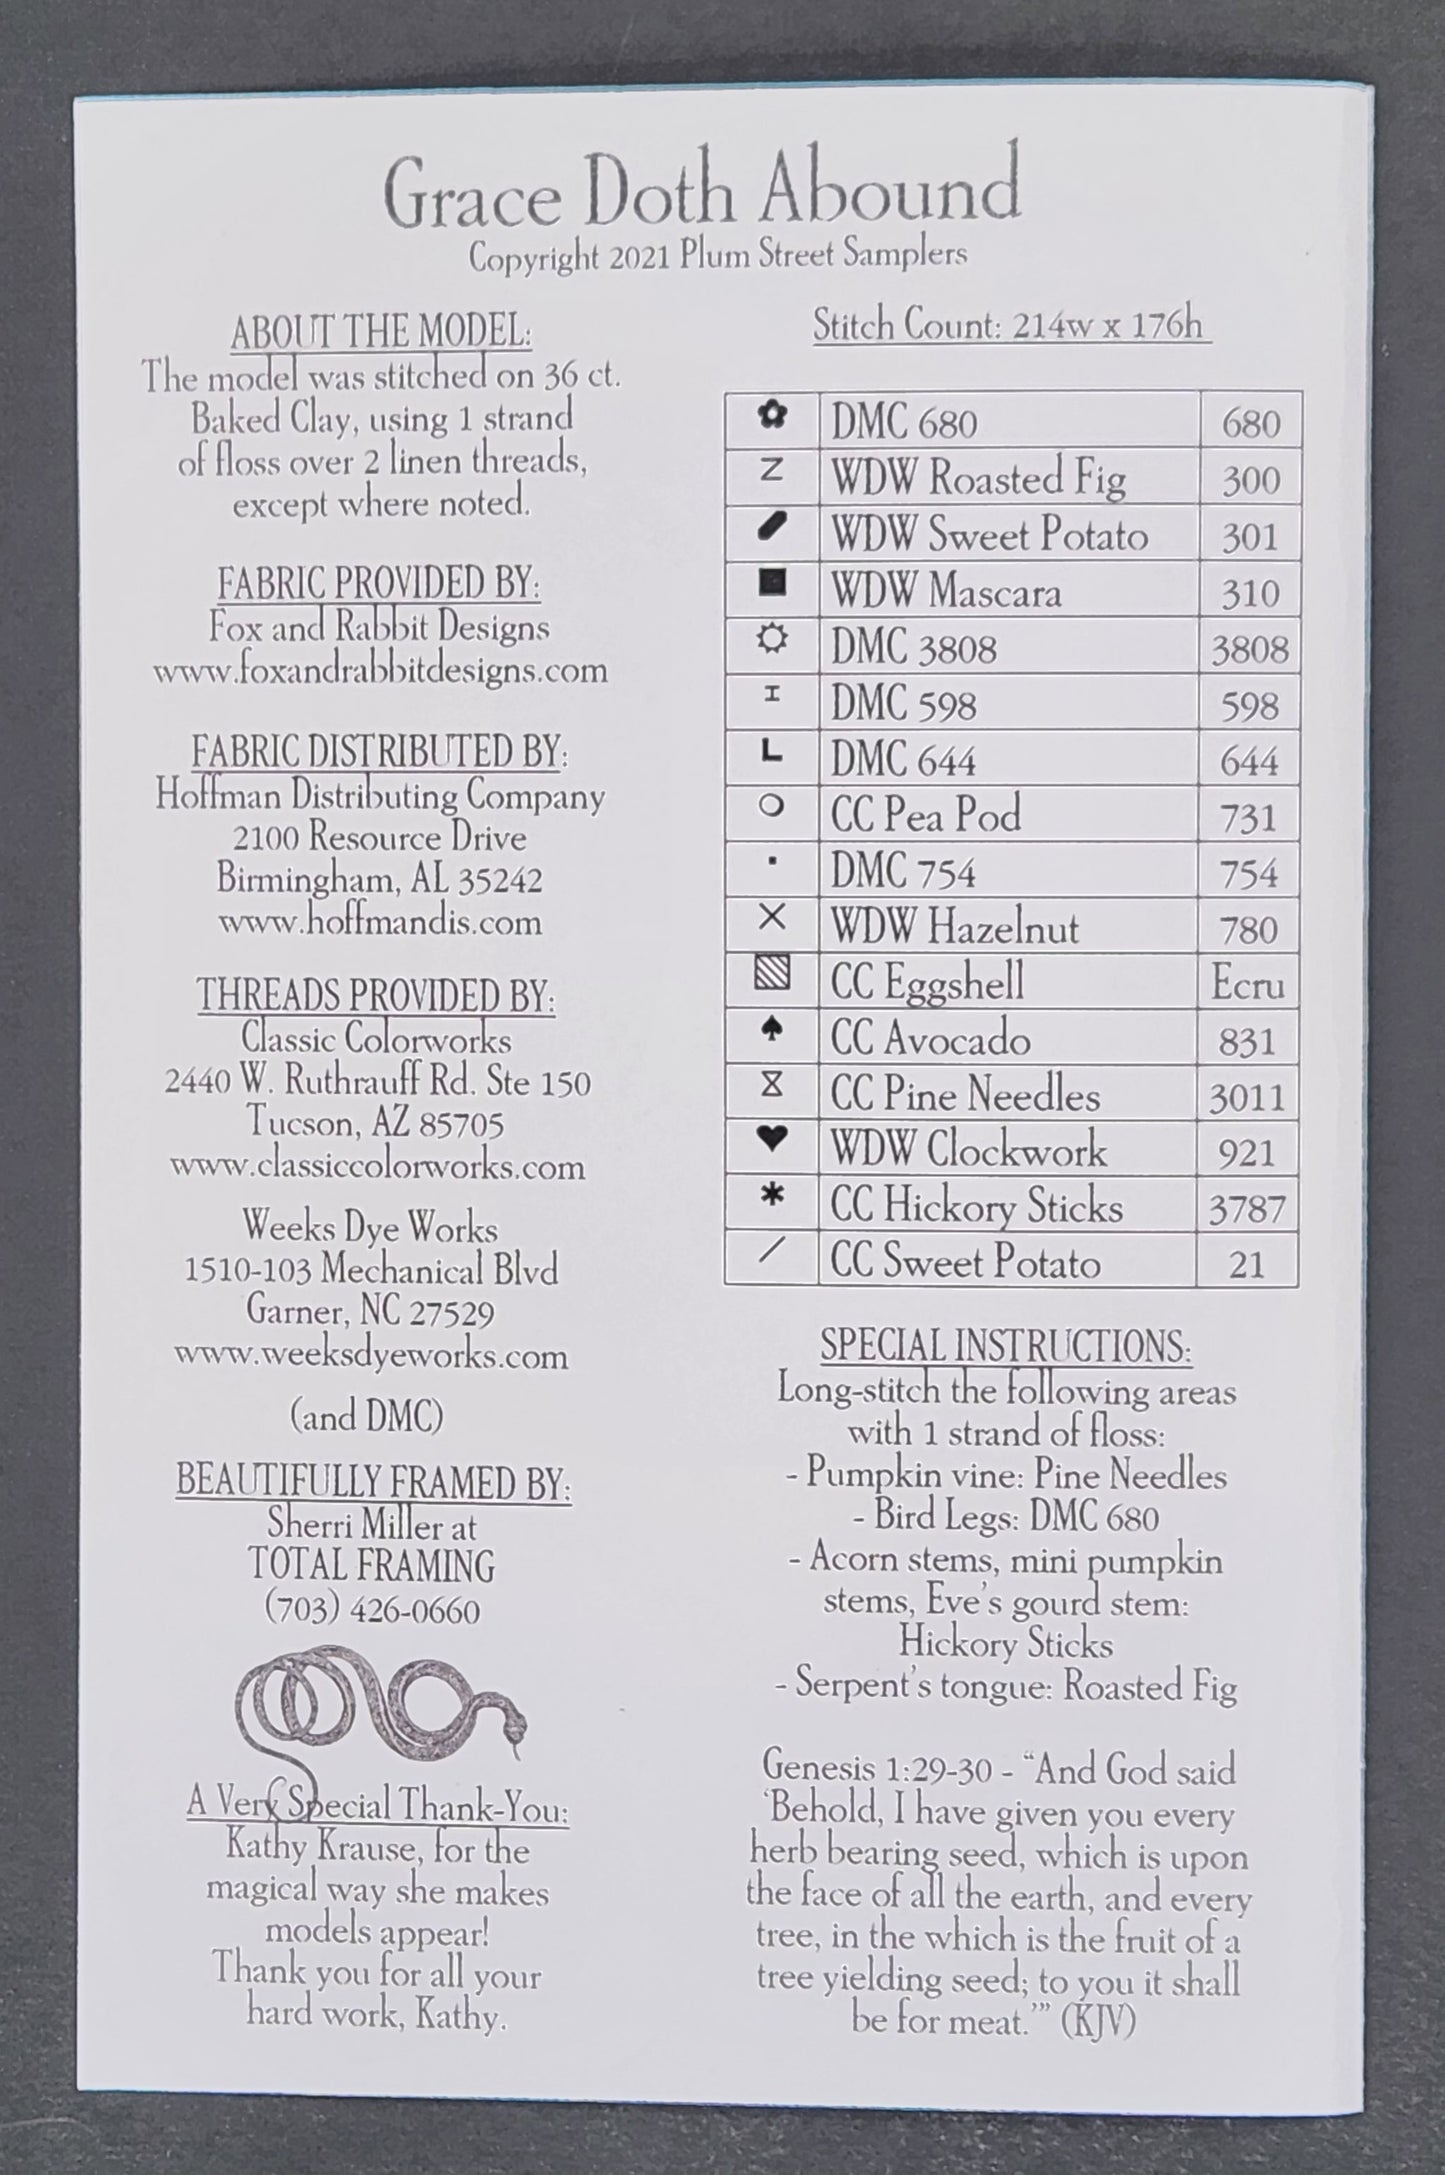 Grace Doth Abound
Copyright 2021 Plum Street Samplers
ABOUT THE MODEL:
The model was stitched on 36 ct.
Baked Clay, using 1 strand
of floss over 2 linen threads,
except where noted.
FABRIC PROVIDED BY:
Fox and Rabbit Designs
www.foxandrabbitdesigns.com
FABRIC DISTRIBUTED BY:
Hoffman Distributing Company
2100 Resource Drive
Birmingham, AL 35242
www.hoffmandis.com
THREADS PROVIDED BY:
Classic Colorworks
2440 W. Ruthrauff Rd. Ste 150
Tucson, AZ 85705
www.classiccolorworks.com
Weeks Dye Works
1510-103 Mechanical Blvd
Garner, NC 27529
www.weeksdyeworks.com
(and DMC)
BEAUTIFULLY FRAMED BY:
Sherri Miller at
TOTAL FRAMING
(703) 426-0660
A Very Special Thank-You:
Kathy Krause, for the
magical way she makes
models appear!
Thank you for all your
hard work, Kathy.
Stitch Count: 214w x 176h
DMC 680 680
Z WDW Roasted Fig 300
WDW Sweet Potato 301
■ WDW Mascara 310
DMC 3808 3808
I DMC 598 598
L DMC 644 644
○ CC Pea Pod 731
▪ DMC 754 754
X WDW Hazelnut 780
▧ CC Eggshell Ecru
♠ CC Avocado 831
⧖ CC Pine Needles 3011
♥ WDW Clockwork 921
* CC Hickory Sticks 3787
/ CC Sweet Potato 21
SPECIAL INSTRUCTIONS:
Long-stitch the following areas
with 1 strand of floss:
- Pumpkin vine: Pine Needles
- Bird Legs: DMC 680
- Acorn stems, mini pumpkin
stems, Eve's gourd stem:
Hickory Sticks
- Serpent's tongue: Roasted Fig
Genesis 1:29-30 - “And God said
‘Behold, I have given you every
herb bearing seed, which is upon
the face of all the earth, and every
tree, in the which is the fruit of a
tree yielding seed; to you it shall
be for meat.’” (KJV)